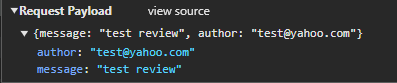 ▼Request Payload view source
▼{message: "test review", author: "test@yahoo.com"}
author: "test@yahoo.com"
message: "test review"